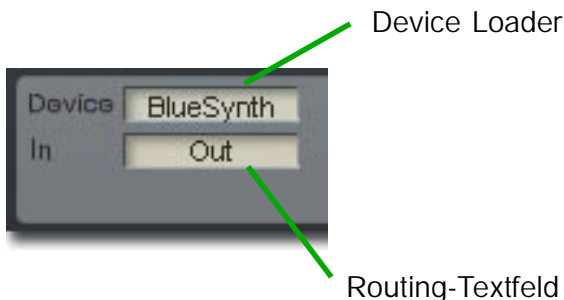 Device Loader
Device BlueSynth
In Out
Routing-Textfeld